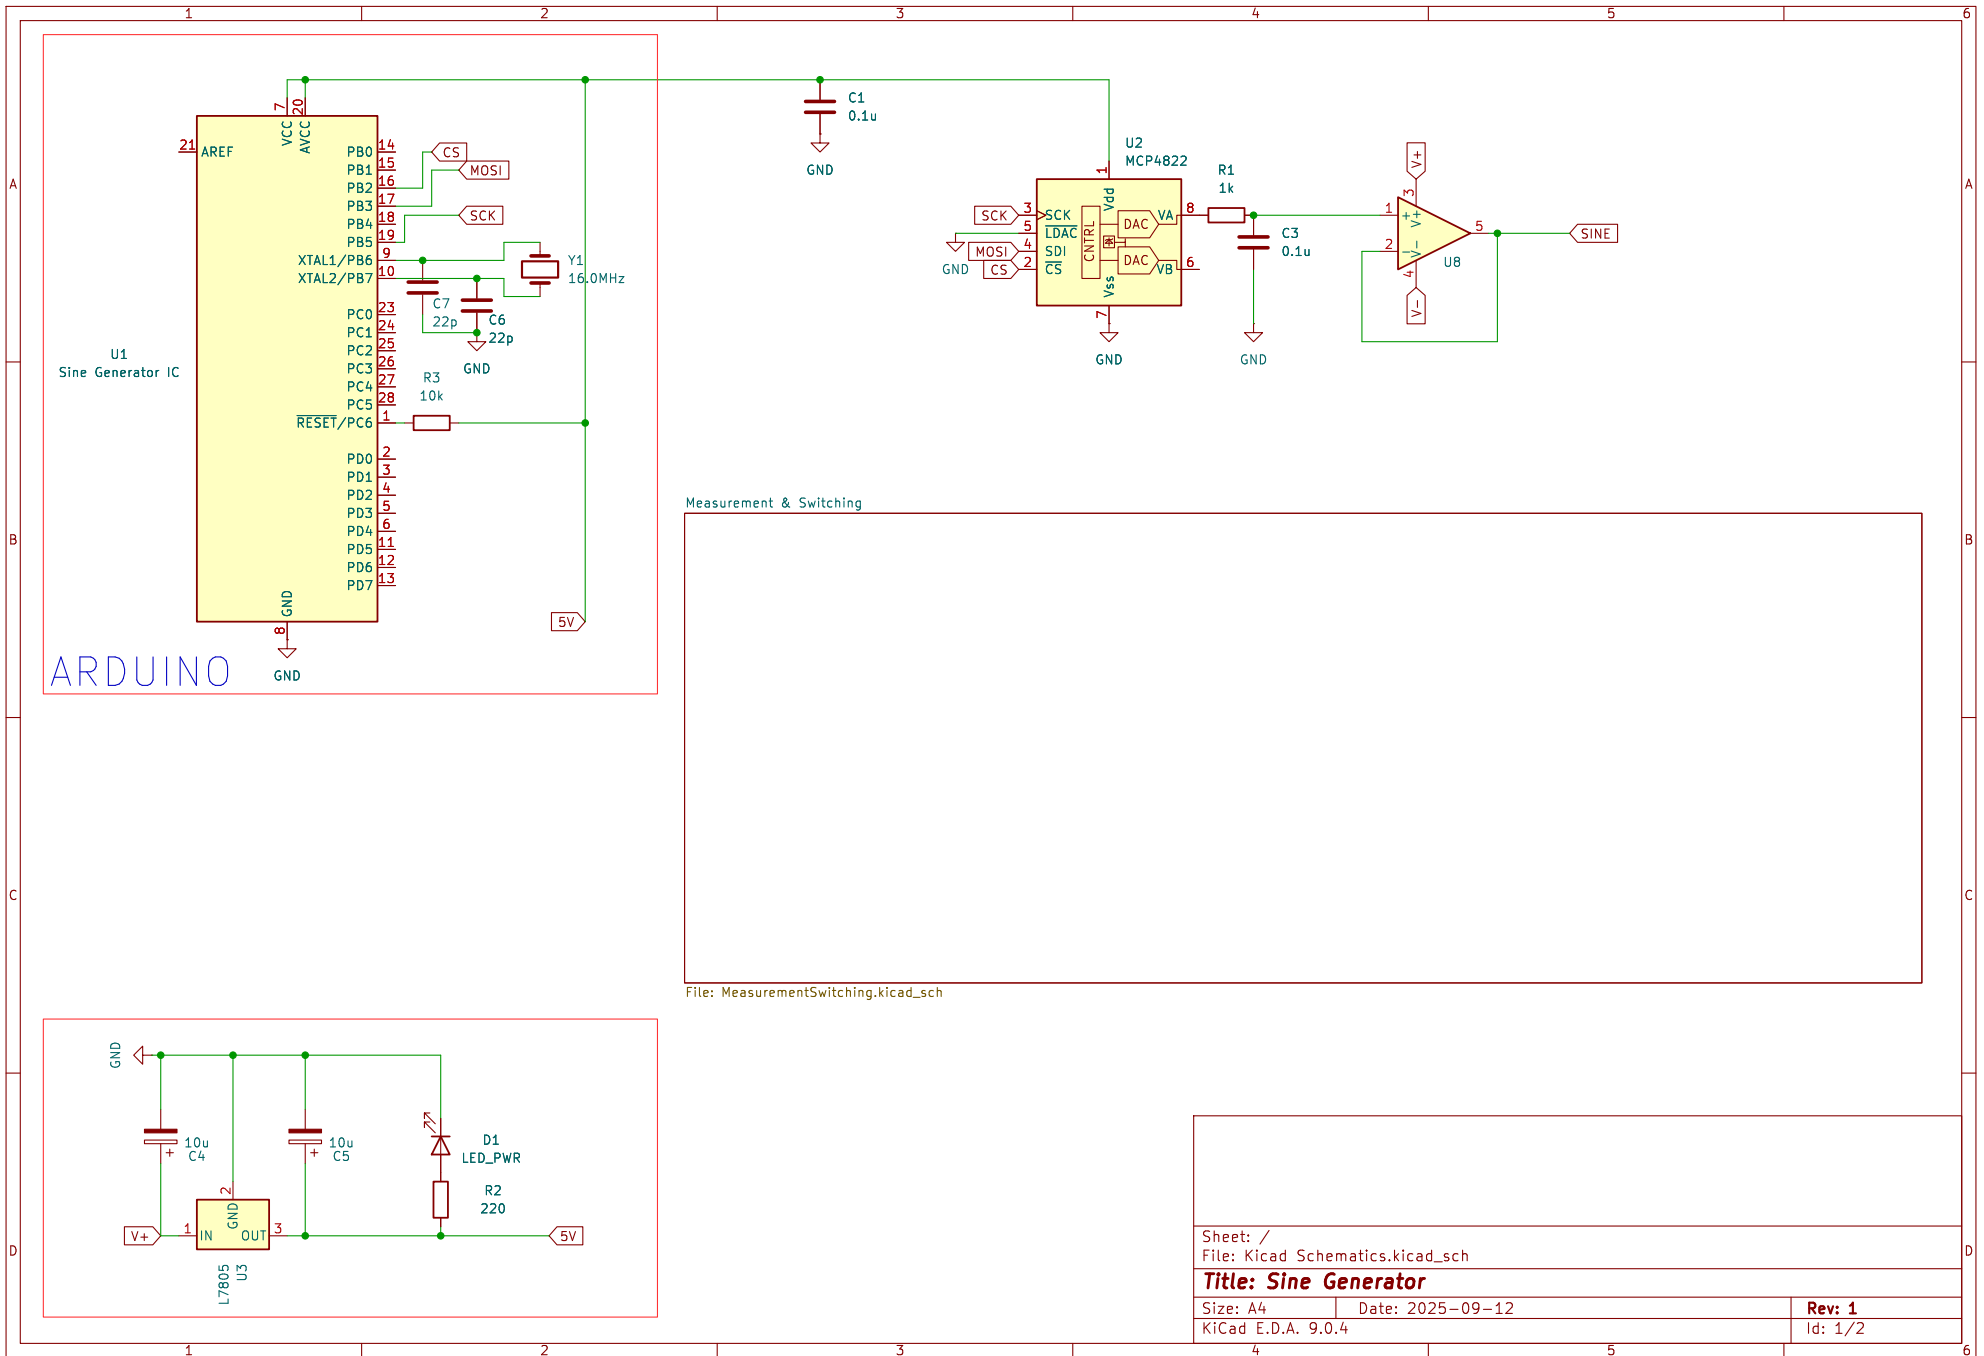 1 2 3 4 5 6
A
B
C
D
A
B
C
D
1 2 3 4 5 6
7
20
VCC
AVCC
21
AREF
PB0 14
PB1 15
PB2 16
PB3 17
PB4 18
PB5 19
XTAL1/PB6 9
XTAL2/PB7 10
PC0 23
PC1 24
PC2 25
PC3 26
PC4 27
PC5 28
RESET/PC6 1
PD0 2
PD1 3
PD2 4
PD3 5
PD4 6
PD5 11
PD6 12
PD7 13
GND
8
GND
U1
Sine Generator IC
CS
MOSI
SCK
Y1
16.0MHz
C7
22p
C6
22p
GND
R3
10k
5V
ARDUINO
C1
0.1u
GND
U2
MCP4822
1
Vdd
SCK
3
SCK
5
LDAC
GND
MOSI
4
SDI
CS
2
CS
CNTRL
DAC
DAC
VA
8
VB
6
Vss
7
GND
R1
1k
C3
0.1u
GND
V+
3
V+
1
+
2
-
V-
4
V-
5
U8
SINE
Measurement & Switching
File: MeasurementSwitching.kicad_sch
GND
10u
C4
+
10u
C5
+
D1
LED_PWR
R2
220
V+
1
IN
2
GND
OUT
3
5V
L7805
U3
Sheet: /
File: Kicad Schematics.kicad_sch
Title: Sine Generator
Size: A4
Date: 2025-09-12
Rev: 1
KiCad E.D.A. 9.0.4
Id: 1/2